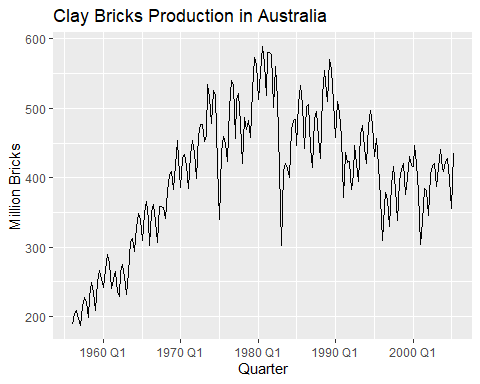 Clay Bricks Production in Australia
600
500
400
300
200
Million Bricks
1960 Q1 1970 Q1 1980 Q1 1990 Q1 2000 Q1
Quarter